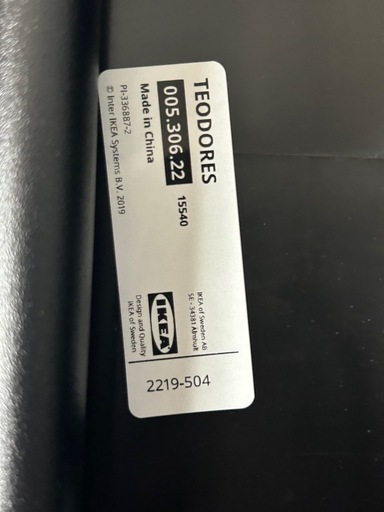 TEODORES
005.306.22 15540
Made in China
PI-336887-2
© Inter IKEA Systems B.V. 2019
IKEA of Sweden AB
SE - 34381 Älmhult
IKEA
Design and Quality
IKEA of Sweden
2219-504